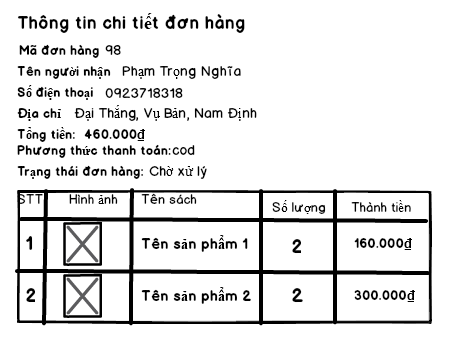 Thông tin chi tiết đơn hàng
Mã đơn hàng 98
Tên người nhận Phạm Trọng Nghĩa
Số điện thoại 0923718318
Địa chỉ Đại Thắng, Vụ Bản, Nam Định
Tổng tiền: 460.000₫
Phương thức thanh toán:cod
Trạng thái đơn hàng: Chờ xử lý
STT Hình ảnh Tên sách Số lượng Thành tiền
1 Tên sản phẩm 1 2 160.000₫
2 Tên sản phẩm 2 2 300.000₫